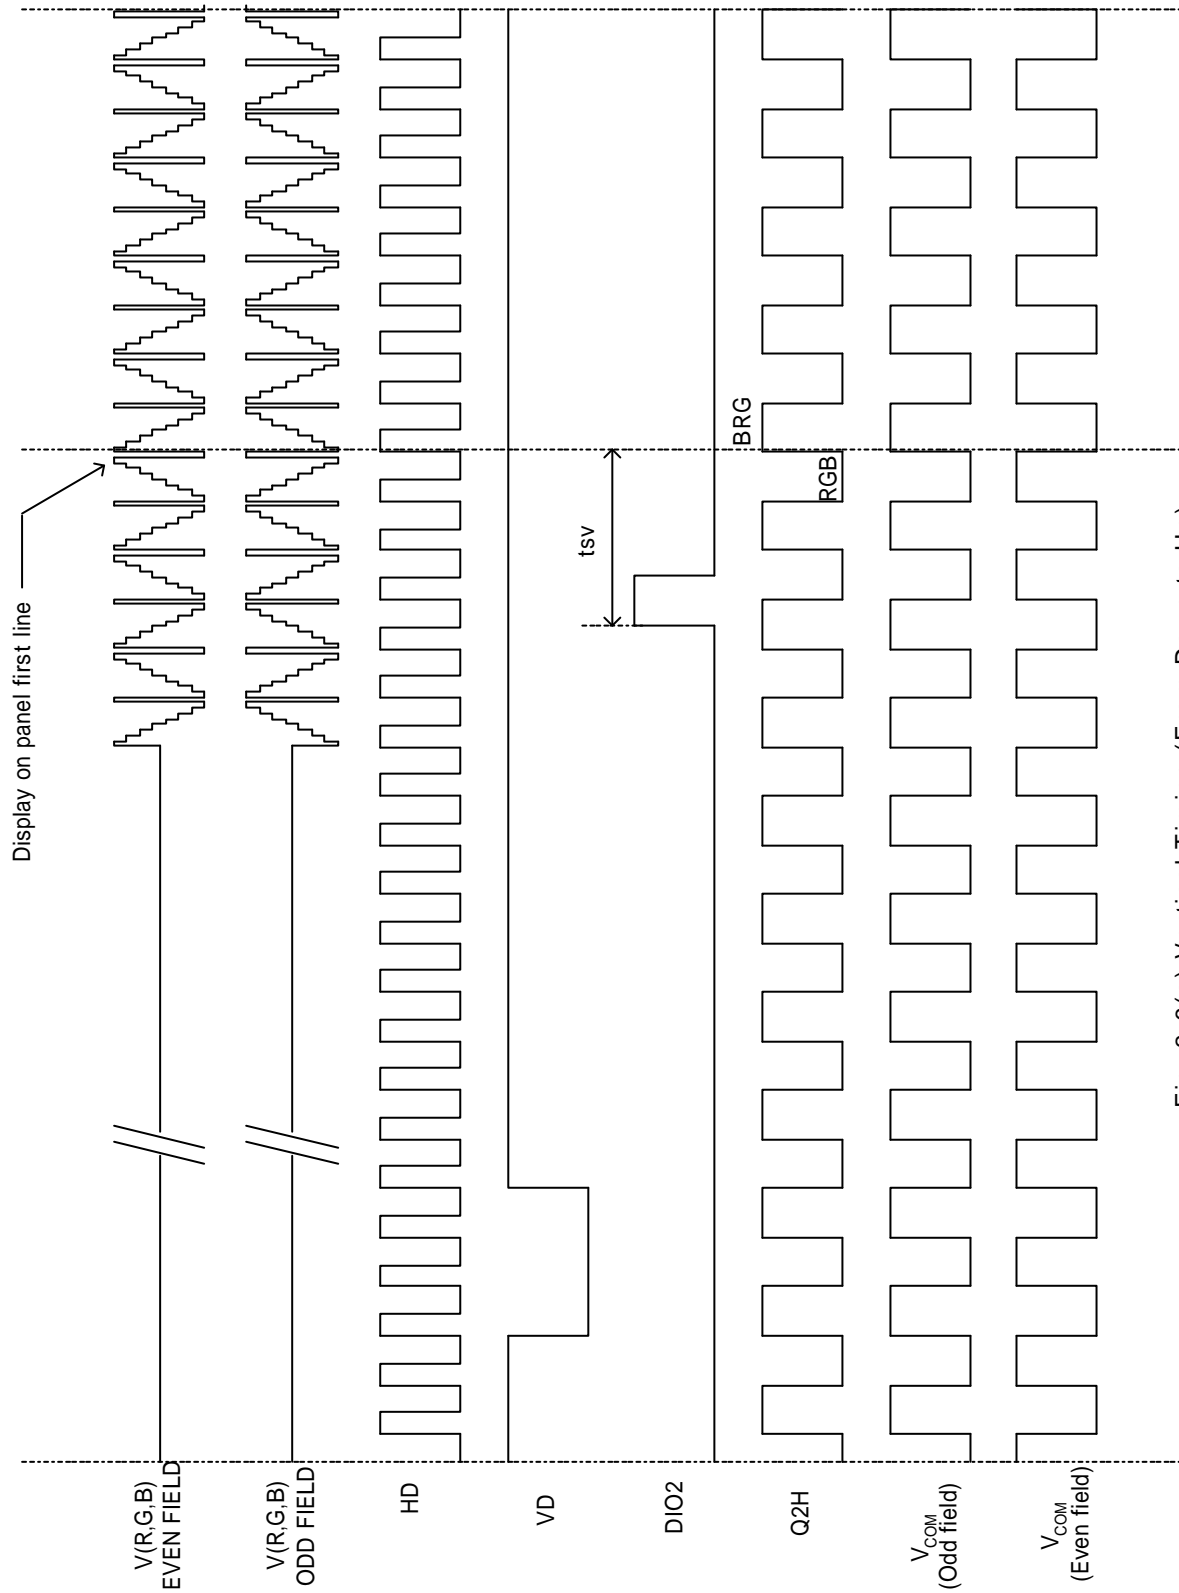 Display on panel first line
V(R,G,B)
EVEN FIELD
V(R,G,B)
ODD FIELD
HD
VD
tsv
DIO2
BRG
RGB
Q2H
VCOM
(Odd field)
VCOM
(Even field)